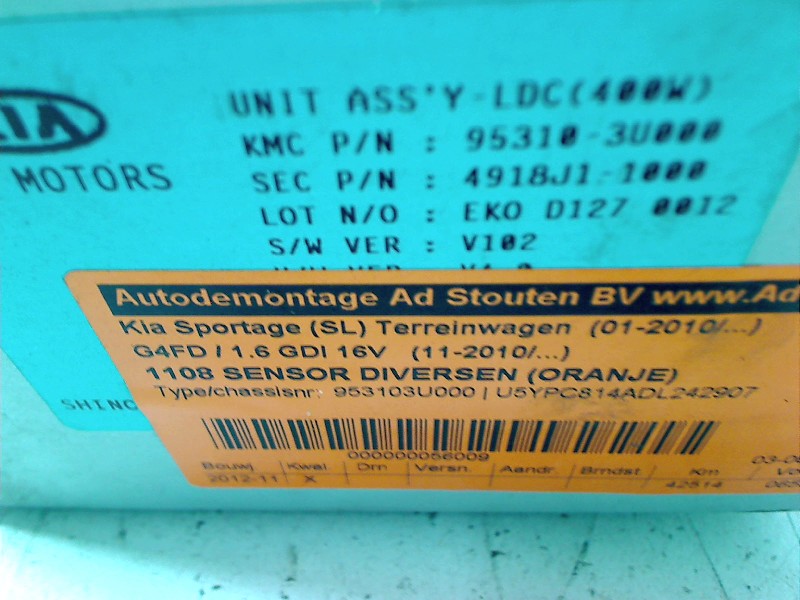 KIA
MOTORS
UNIT ASS'Y-LDC(400W)
KMC P/N : 95310-3U000
SEC P/N : 4918J1-1000
LOT N/O : EKO D127 0012
S/W VER : V102
Autodemontage Ad Stouten BV www.Ad
Kia Sportage (SL) Terreinwagen (01-2010/...)
G4FD / 1.6 GDI 16V (11-2010/...)
1108 SENSOR DIVERSEN (ORANJE)
Type/chassisnr: 953103U000 | U5YPC814ADL242907
SHINC
000000056009
Bouwj Kwal Drn Versn. Aandr. Brndst Km
2012-11 X 42514